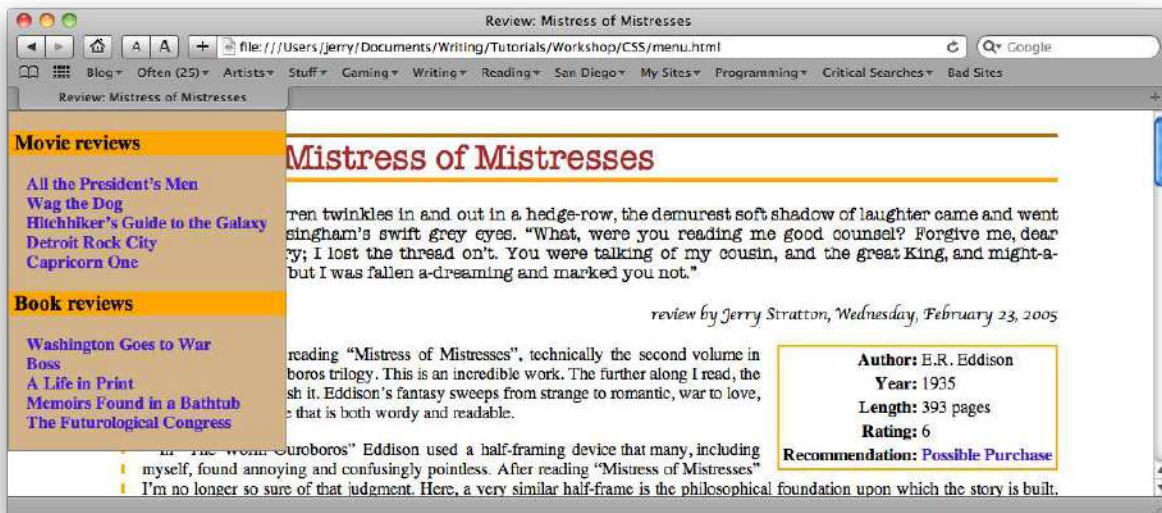 Review: Mistress of Mistresses
A A + file:///Users/jerry/Documents/Writing/Tutorials/Workshop/CSS/menu.html Google
Blog Often (25) Artists Stuff Gaming Writing Reading San Diego My Sites Programming Critical Searches Bad Sites
Review: Mistress of Mistresses
Movie reviews
All the President's Men
Wag the Dog
Hitchhiker's Guide to the Galaxy
Detroit Rock City
Capricorn One
Book reviews
Washington Goes to War
Boss
A Life in Print
Memoirs Found in a Bathtub
The Futurological Congress
Mistress of Mistresses
rren twinkles in and out in a hedge-row, the demurest soft shadow of laughter came and went
singham's swift grey eyes. “What, were you reading me good counsel? Forgive me, dear
ry; I lost the thread on't. You were talking of my cousin, and the great King, and might-a-
but I was fallen a-dreaming and marked you not.”
review by Jerry Stratton, Wednesday, February 23, 2005
reading “Mistress of Mistresses”, technically the second volume in
boros trilogy. This is an incredible work. The further along I read, the
sh it. Eddison's fantasy sweeps from strange to romantic, war to love,
e that is both wordy and readable.
In “The Worm Ouroboros” Eddison used a half-framing device that many, including
myself, found annoying and confusingly pointless. After reading “Mistress of Mistresses”
I'm no longer so sure of that judgment. Here, a very similar half-frame is the philosophical foundation upon which the story is built.
Author: E.R. Eddison
Year: 1935
Length: 393 pages
Rating: 6
Recommendation: Possible Purchase